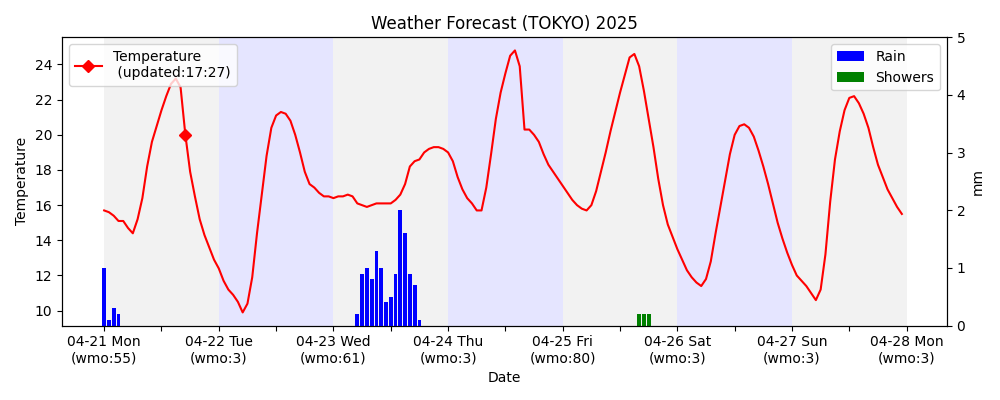 Weather Forecast (TOKYO) 2025
Temperature
(updated:17:27)
Rain
Showers
Temperature
24
22
20
18
16
14
12
10
5
4
3
2
1
0
mm
04-21 Mon
(wmo:55)
04-22 Tue
(wmo:3)
04-23 Wed
(wmo:61)
04-24 Thu
(wmo:3)
04-25 Fri
(wmo:80)
04-26 Sat
(wmo:3)
04-27 Sun
(wmo:3)
04-28 Mon
(wmo:3)
Date